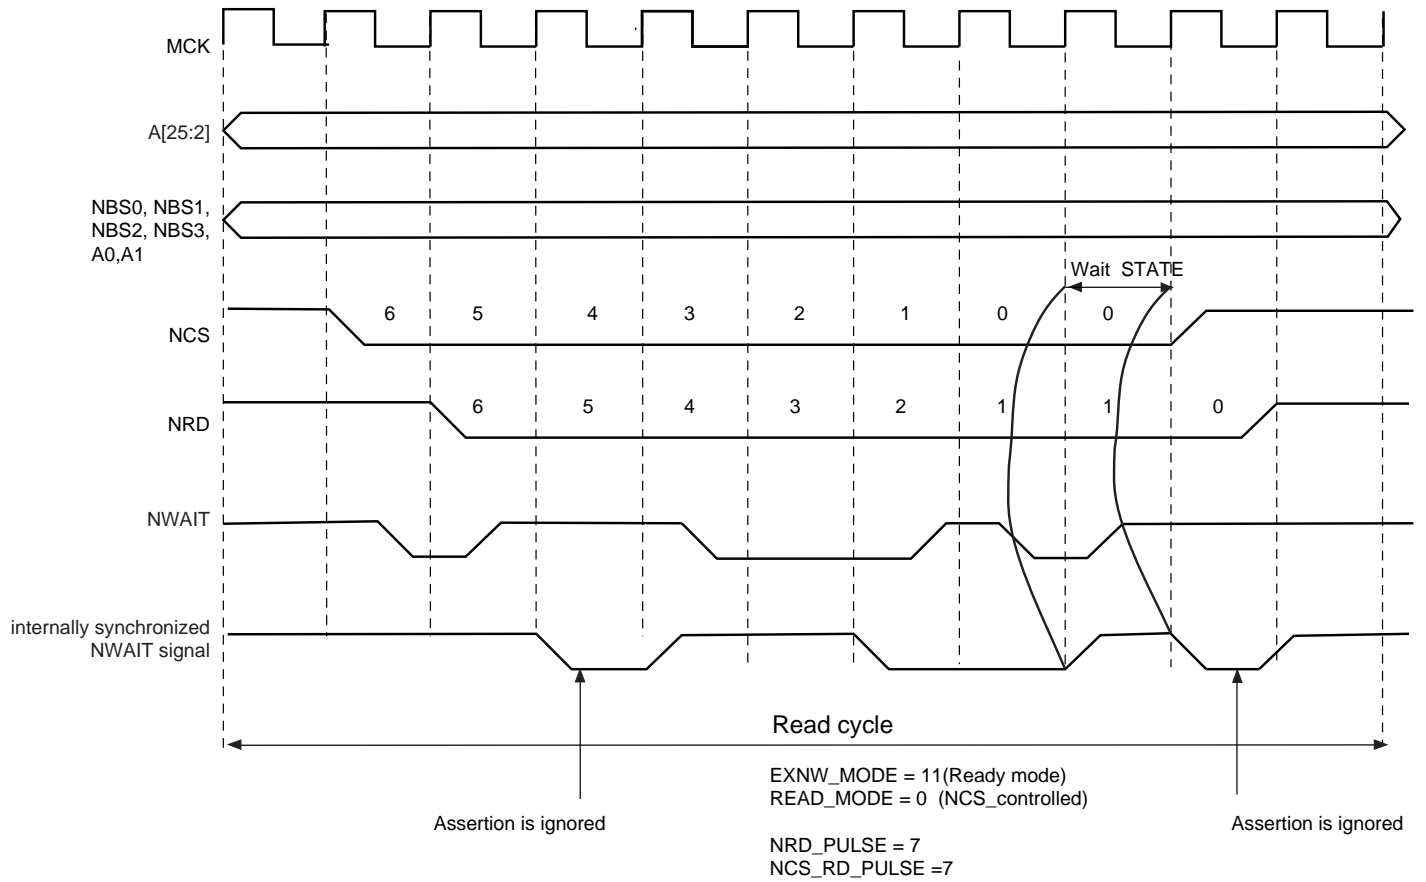 MCK
A[25:2]
NBS0, NBS1,
NBS2, NBS3,
A0,A1
Wait STATE
6 5 4 3 2 1 0 0
NCS
6 5 4 3 2 1 1 0
NRD
NWAIT
internally synchronized
NWAIT signal
Read cycle
EXNW_MODE = 11(Ready mode)
READ_MODE = 0 (NCS_controlled)
Assertion is ignored
Assertion is ignored
NRD_PULSE = 7
NCS_RD_PULSE =7